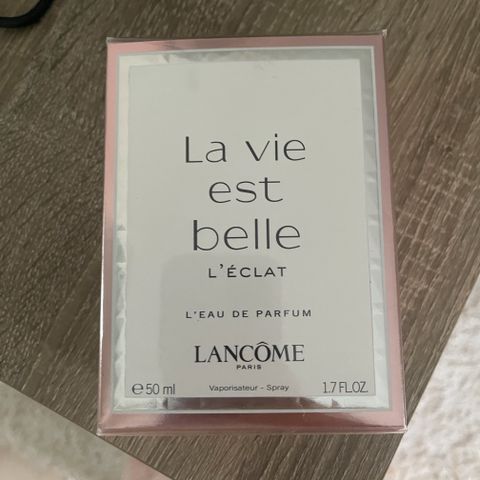 La vie
est
belle
L'ÉCLAT
L'EAU DE PARFUM
LANCÔME
PARIS
℮ 50 ml Vaporisateur - Spray 1.7 FL.OZ.